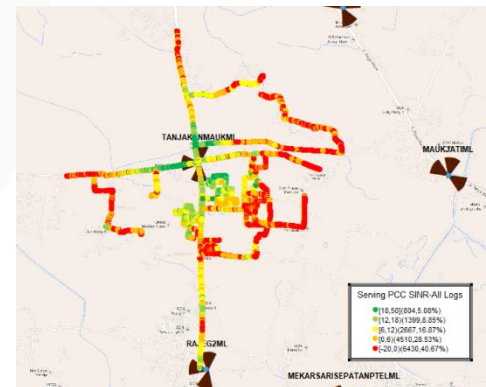 TANJAKANMAUKML
MAUKJATIML
Serving PCC SINR-All Logs
[18,50)(804,5.08%)
[12,18)(1399,8.85%)
[6,12)(2667,16.87%)
[0,6)(4510,28.53%)
[-20,0)(6430,40.67%)
RAJEG2ML
MEKARSARISEPATANPTELML